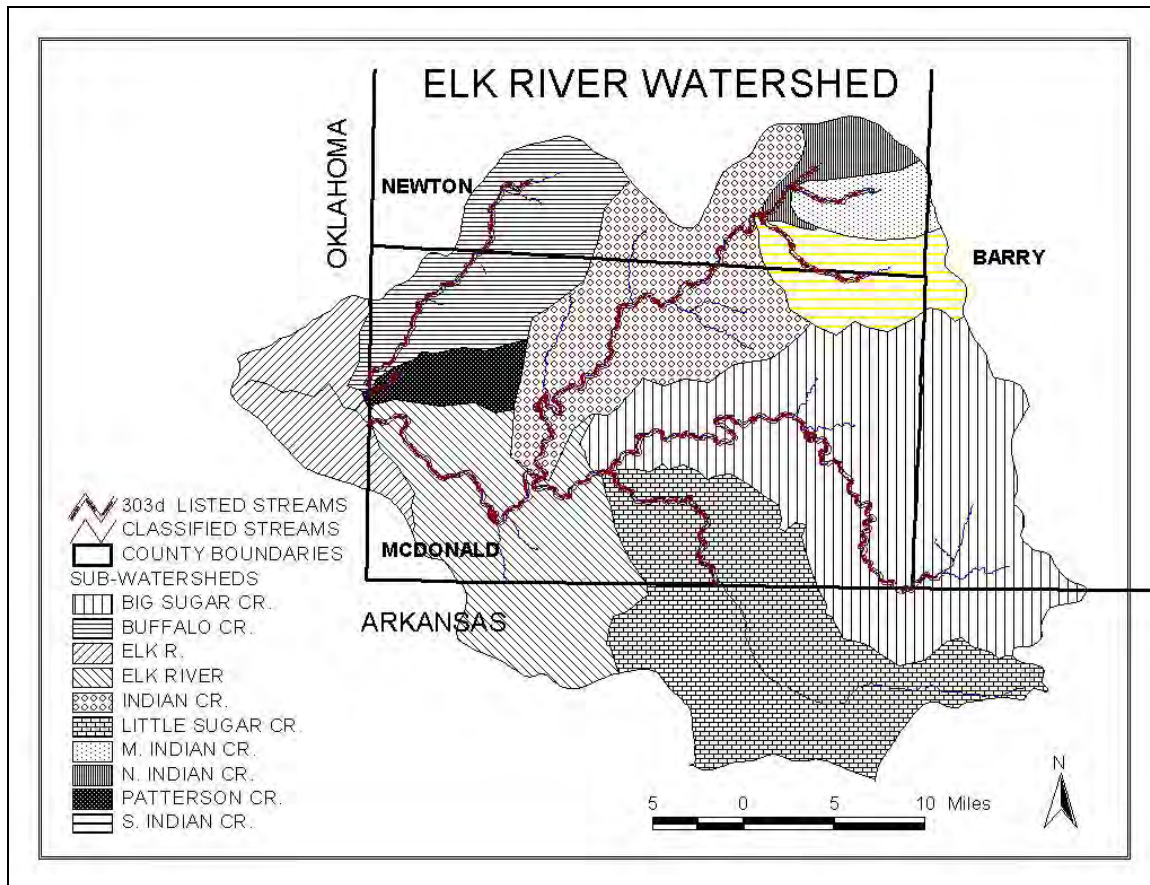 ELK RIVER WATERSHED
OKLAHOMA
NEWTON
BARRY
303d LISTED STREAMS
CLASSIFIED STREAMS
COUNTY BOUNDARIES
MCDONALD
SUB-WATERSHEDS
BIG SUGAR CR.
ARKANSAS
BUFFALO CR.
ELK R.
ELK RIVER
INDIAN CR.
LITTLE SUGAR CR.
M. INDIAN CR.
N. INDIAN CR.
PATTERSON CR.
S. INDIAN CR.
N
5 0 5 10 Miles